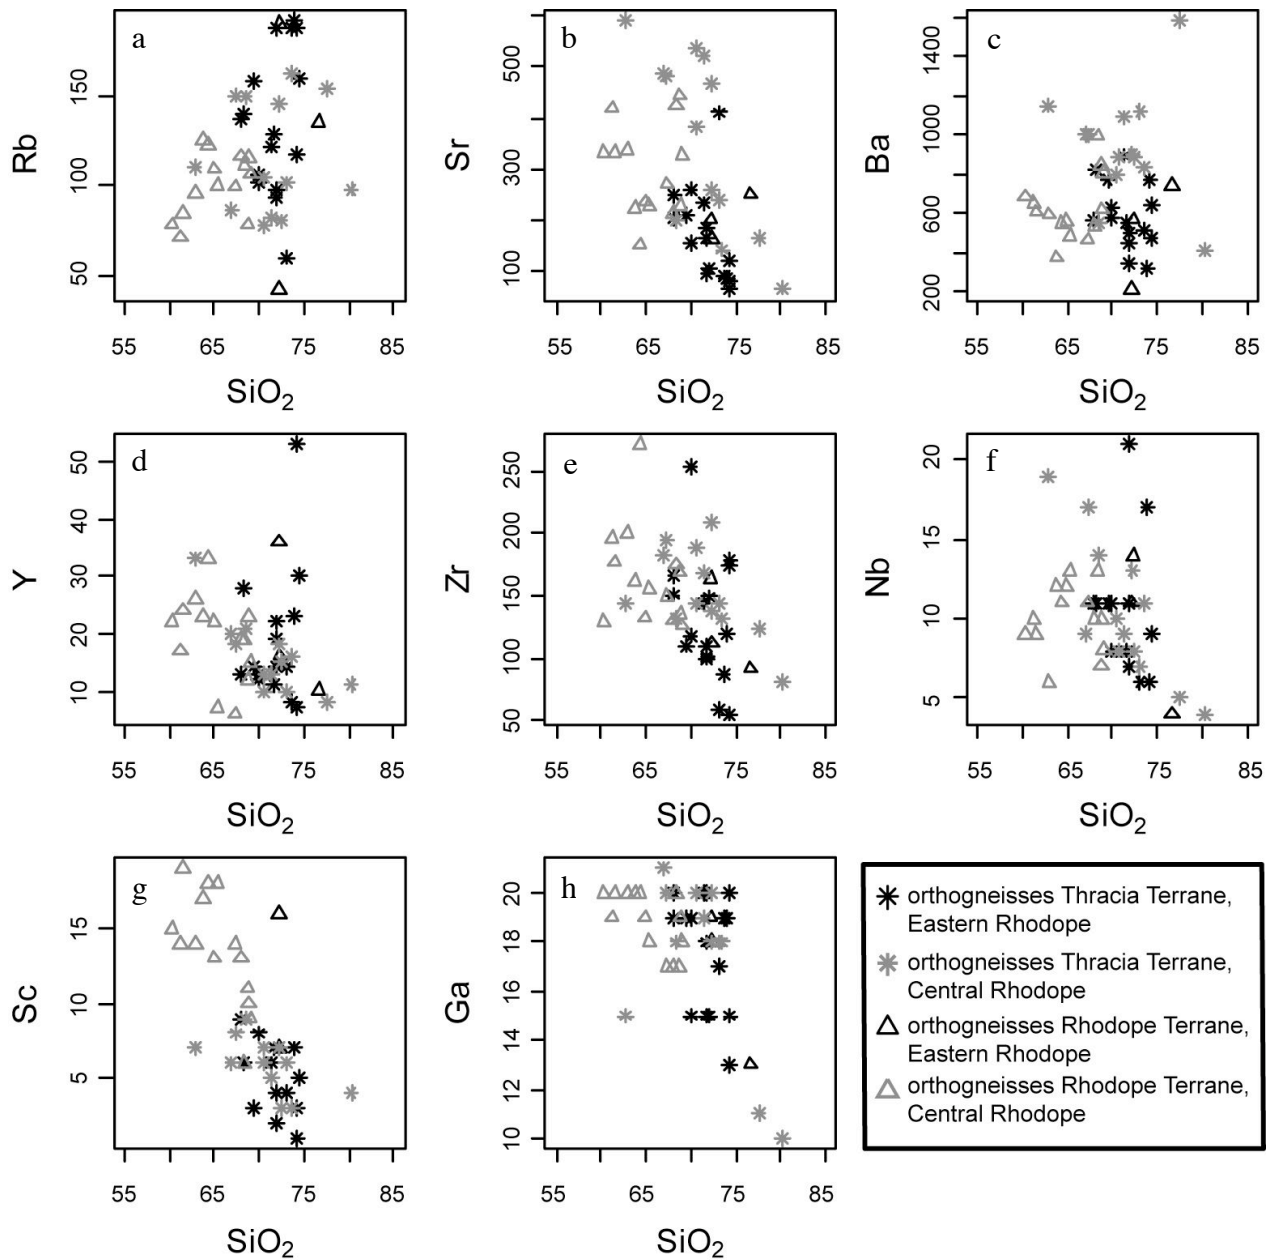 a
Rb
50 100 150
55 65 75 85
SiO₂
b
Sr
100 300 500
55 65 75 85
SiO₂
c
Ba
200 600 1000 1400
55 65 75 85
SiO₂
d
Y
10 20 30 40 50
55 65 75 85
SiO₂
e
Zr
50 100 150 200 250
55 65 75 85
SiO₂
f
Nb
5 10 15 20
55 65 75 85
SiO₂
g
Sc
5 10 15
55 65 75 85
SiO₂
h
Ga
10 12 14 16 18 20
55 65 75 85
SiO₂
orthogneisses Thracia Terrane,
Eastern Rhodope
orthogneisses Thracia Terrane,
Central Rhodope
orthogneisses Rhodope Terrane,
Eastern Rhodope
orthogneisses Rhodope Terrane,
Central Rhodope